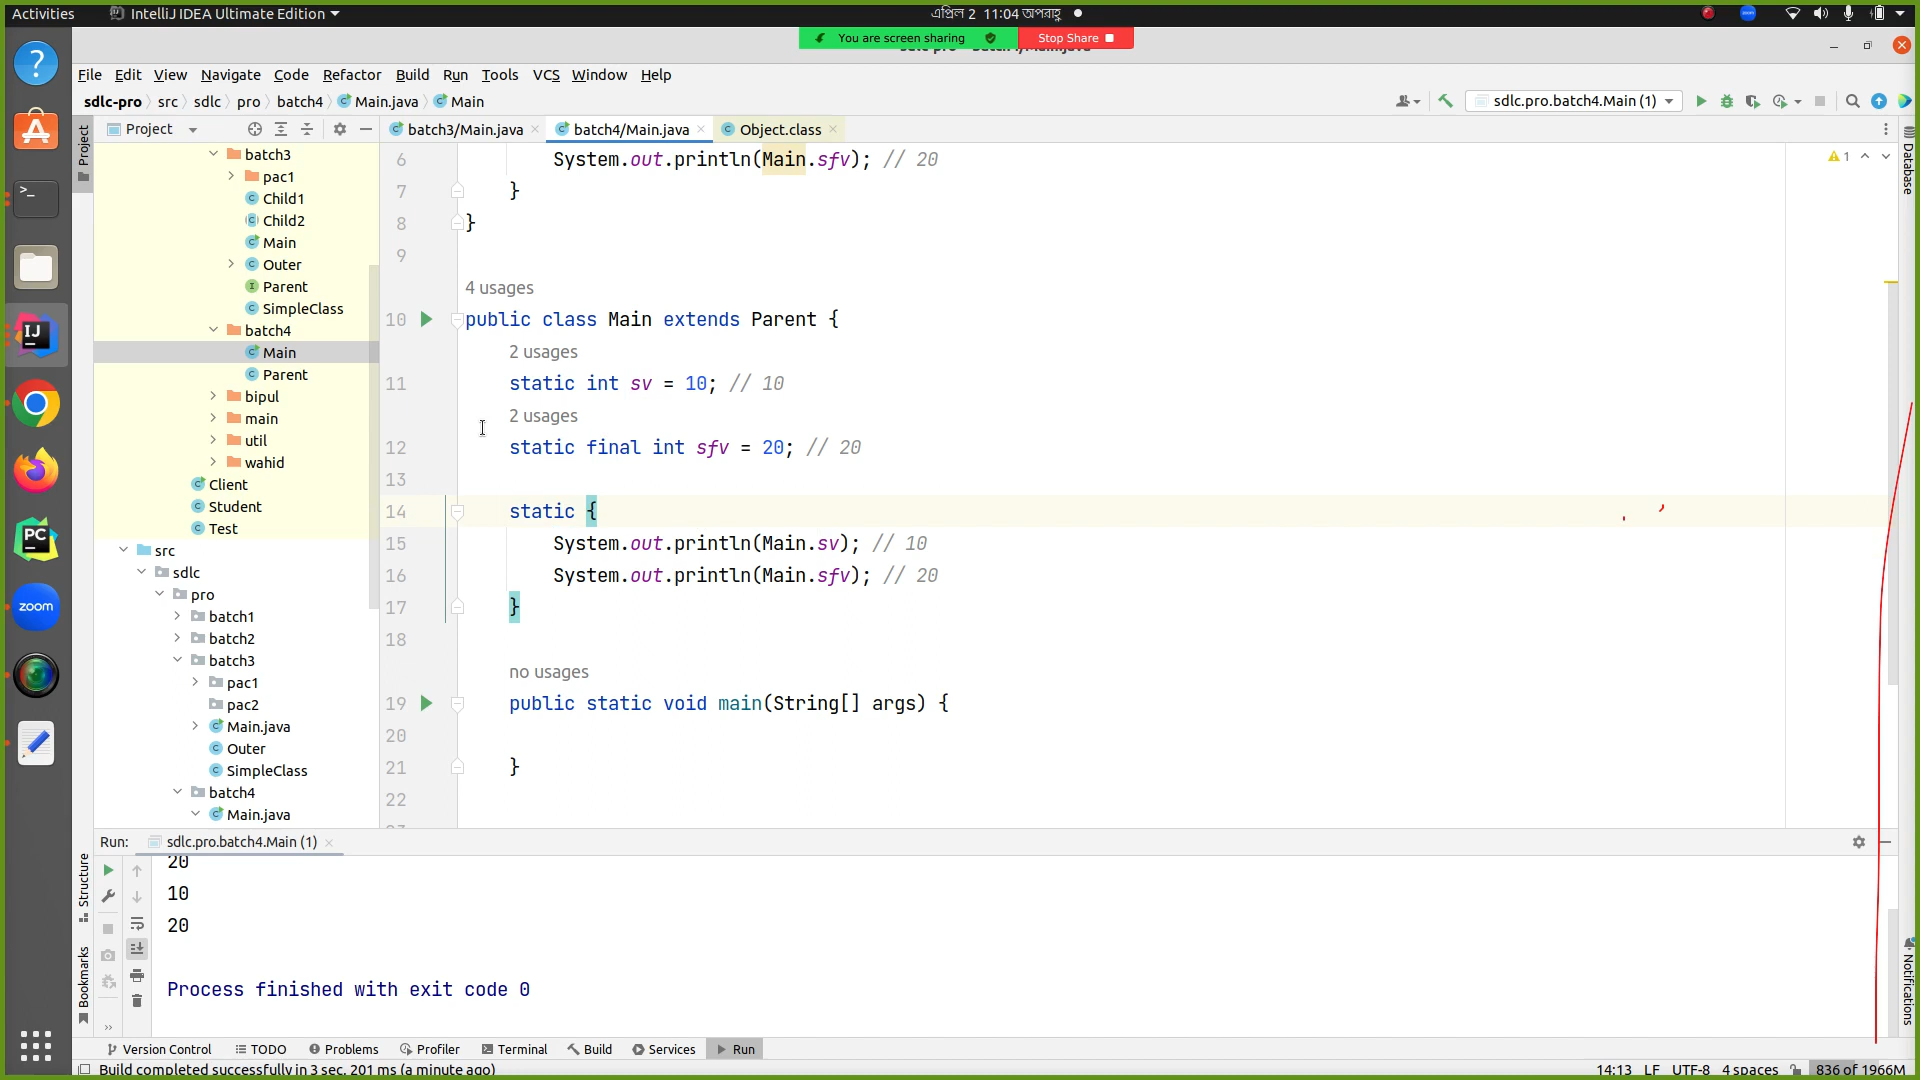 Activities
IntelliJ IDEA Ultimate Edition
এপ্রিল 2 11:04 অপরাহ্ণ
You are screen sharing
Stop Share
File Edit View Navigate Code Refactor Build Run Tools VCS Window Help
sdlc-pro src sdlc pro batch4 Main.java Main
sdlc.pro.batch4.Main (1)
Project
batch3/Main.java
batch4/Main.java
Object.class
Project
batch3
pac1
Child1
Child2
Main
Outer
Parent
SimpleClass
batch4
Main
Parent
bipul
main
util
wahid
Client
Student
Test
src
sdlc
pro
batch1
batch2
batch3
pac1
pac2
Main.java
Outer
SimpleClass
batch4
Main.java
6 System.out.println(Main.sfv); // 20
7 }
8 }
9
4 usages
10 public class Main extends Parent {
2 usages
11 static int sv = 10; // 10
2 usages
12 static final int sfv = 20; // 20
13
14 static {
15 System.out.println(Main.sv); // 10
16 System.out.println(Main.sfv); // 20
17 }
18
no usages
19 public static void main(String[] args) {
20
21 }
22
1
Database
Notifications
Structure
Bookmarks
Run: sdlc.pro.batch4.Main (1)
20
10
20
Process finished with exit code 0
Version Control TODO Problems Profiler Terminal Build Services Run
Build completed successfully in 3 sec, 201 ms (a minute ago)
14:13 LF UTF-8 4 spaces 836 of 1966M
? >_ IJ PC zoom